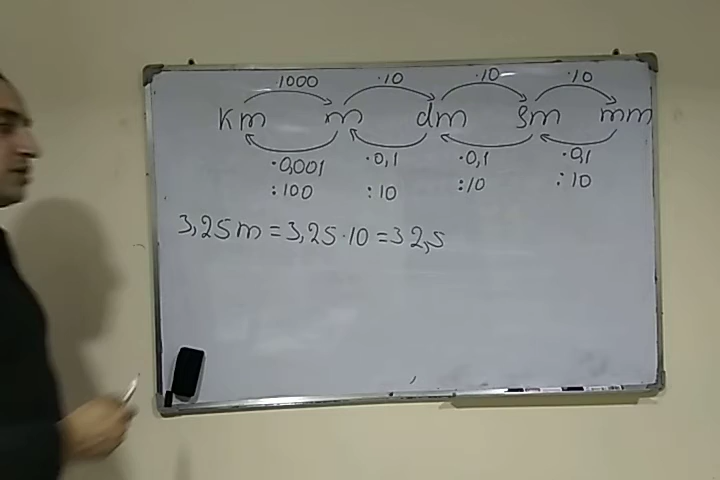 ·1000 ·10 ·10 ·10
Km m dm sm mm
·0,001 ·0,1 ·0,1 ·0,1
:100 :10 :10 :10
3,25m=3,25·10=32,5